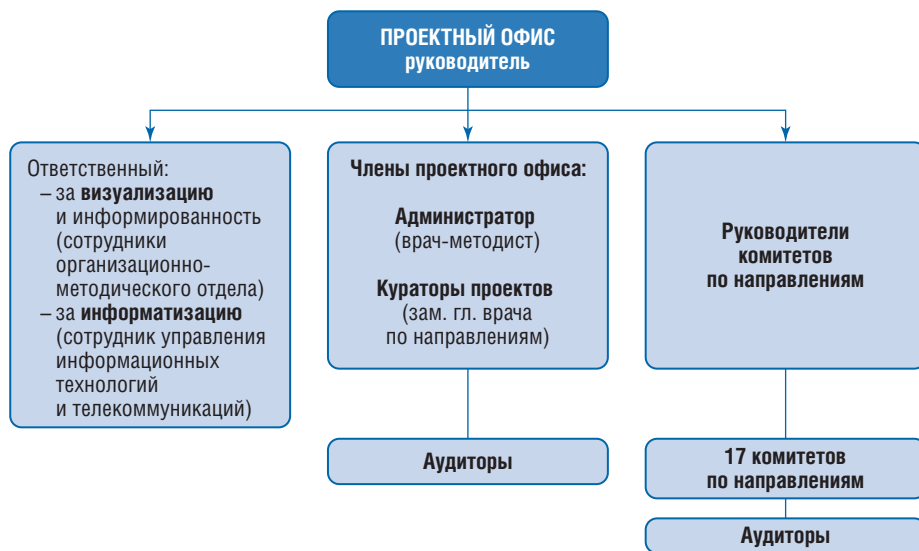 ПРОЕКТНЫЙ ОФИС
руководитель
Ответственный:
– за визуализацию
и информированность
(сотрудники
организационно-
методического отдела)
– за информатизацию
(сотрудник управления
информационных
технологий
и телекоммуникаций)
Члены проектного офиса:
Администратор
(врач-методист)
Кураторы проектов
(зам. гл. врача
по направлениям)
Аудиторы
Руководители
комитетов
по направлениям
17 комитетов
по направлениям
Аудиторы